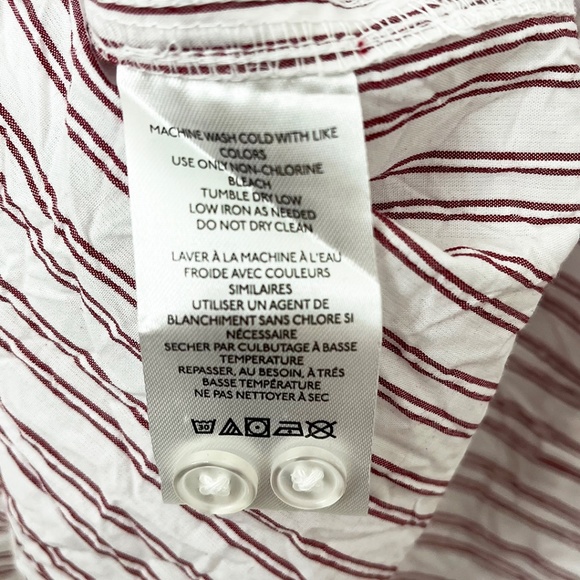 MACHINE WASH COLD WITH LIKE
COLORS
USE ONLY NON-CHLORINE
BLEACH
TUMBLE DRY LOW
LOW IRON AS NEEDED
DO NOT DRY CLEAN
LAVER À LA MACHINE À L'EAU
FROIDE AVEC COULEURS
SIMILAIRES
UTILISER UN AGENT DE
BLANCHIMENT SANS CHLORE SI
NÉCESSAIRE
SECHER PAR CULBUTAGE À BASSE
TEMPERATURE
REPASSER, AU BESOIN, À TRÉS
BASSE TEMPÉRATURE
NE PAS NETTOYER À SEC
30